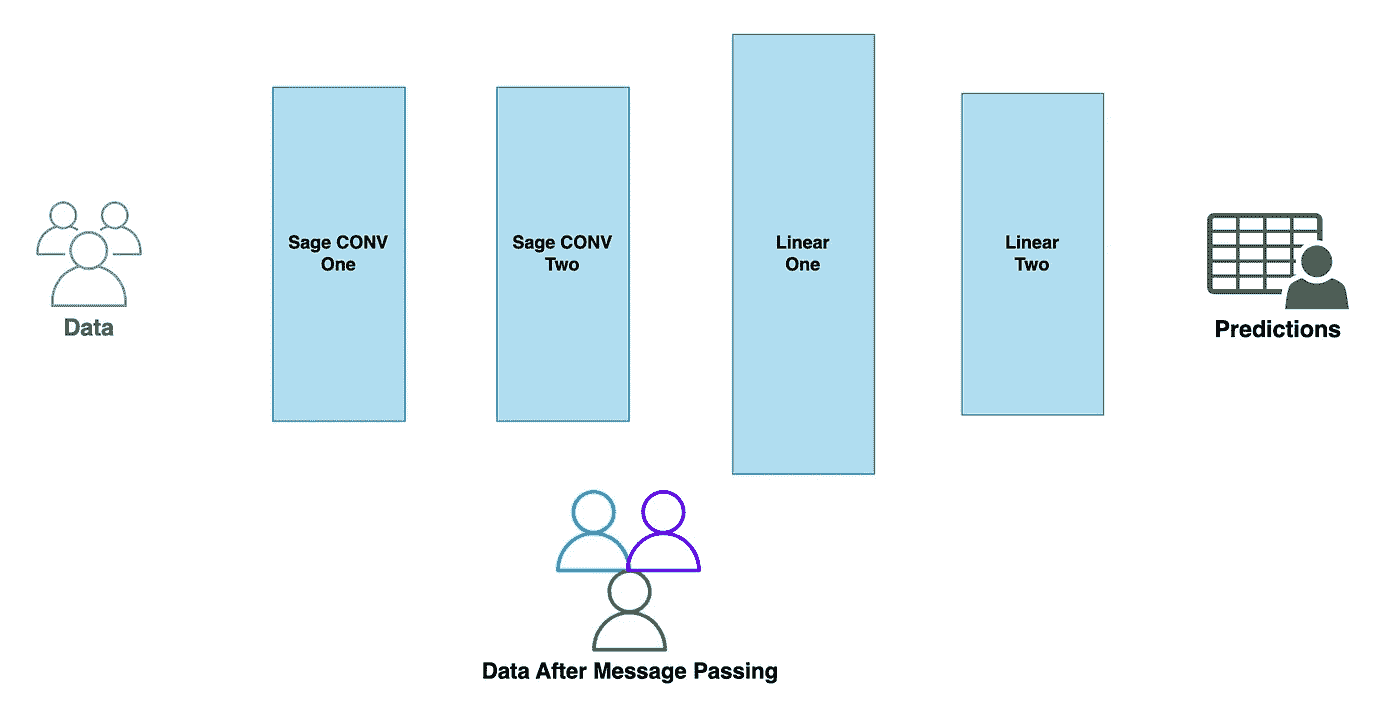 Sage CONV
One
Sage CONV
Two
Linear
One
Linear
Two
Data
Predictions
Data After Message Passing